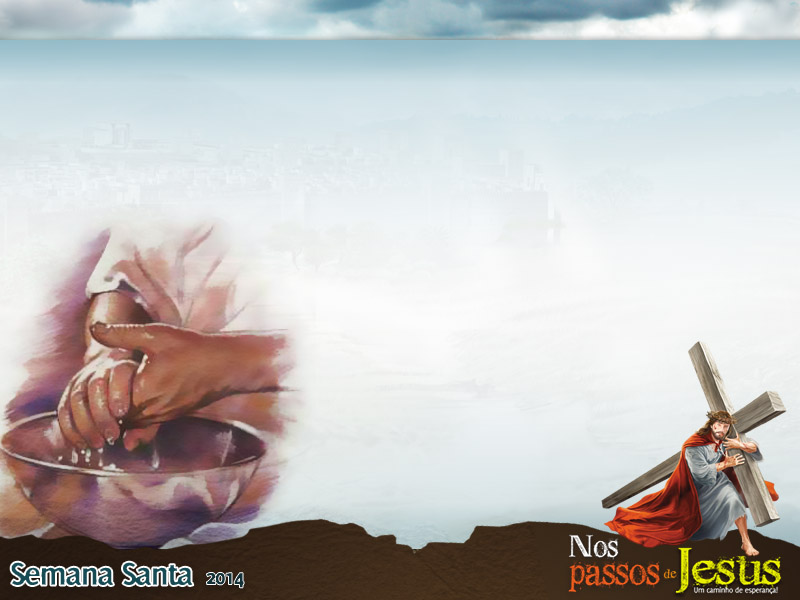 Semana Santa 2014
Nos
passos de Jesus
Um caminho de esperança!